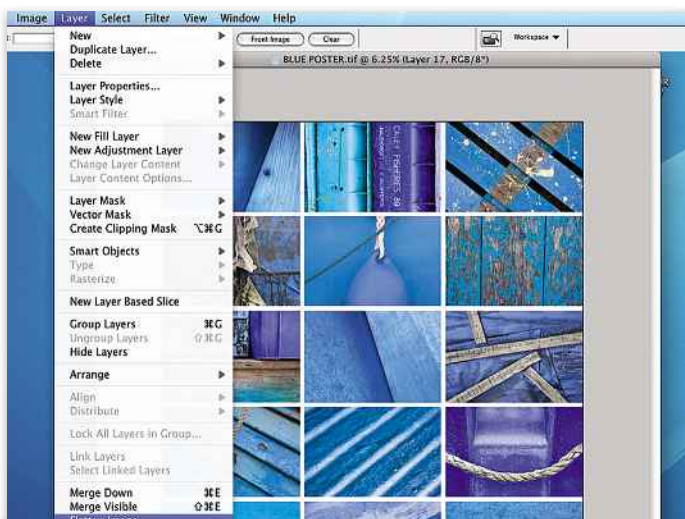 Image Layer Select Filter View Window Help
Front Image Clear Workspace
BLUE POSTER.tif @ 6.25% (Layer 17, RGB/8*)
New
Duplicate Layer...
Delete
Layer Properties...
Layer Style
Smart Filter
New Fill Layer
New Adjustment Layer
Change Layer Content
Layer Content Options...
Layer Mask
Vector Mask
Create Clipping Mask ⌥⌘G
Smart Objects
Type
Rasterize
New Layer Based Slice
Group Layers ⌘G
Ungroup Layers ⇧⌘G
Hide Layers
Arrange
Align
Distribute
Lock All Layers in Group...
Link Layers
Select Linked Layers
Merge Down ⌘E
Merge Visible ⇧⌘E
CALEY FISHERIES 89